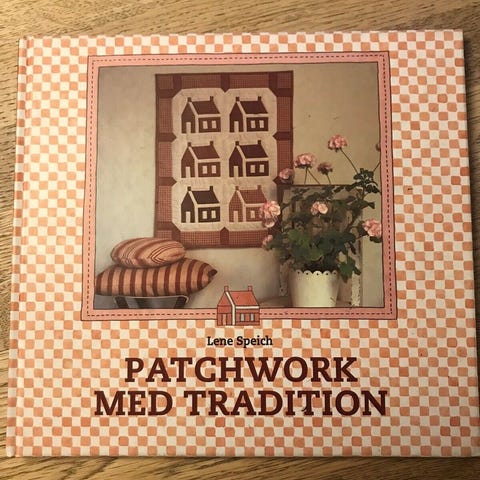 Lene Speich
PATCHWORK
MED TRADITION